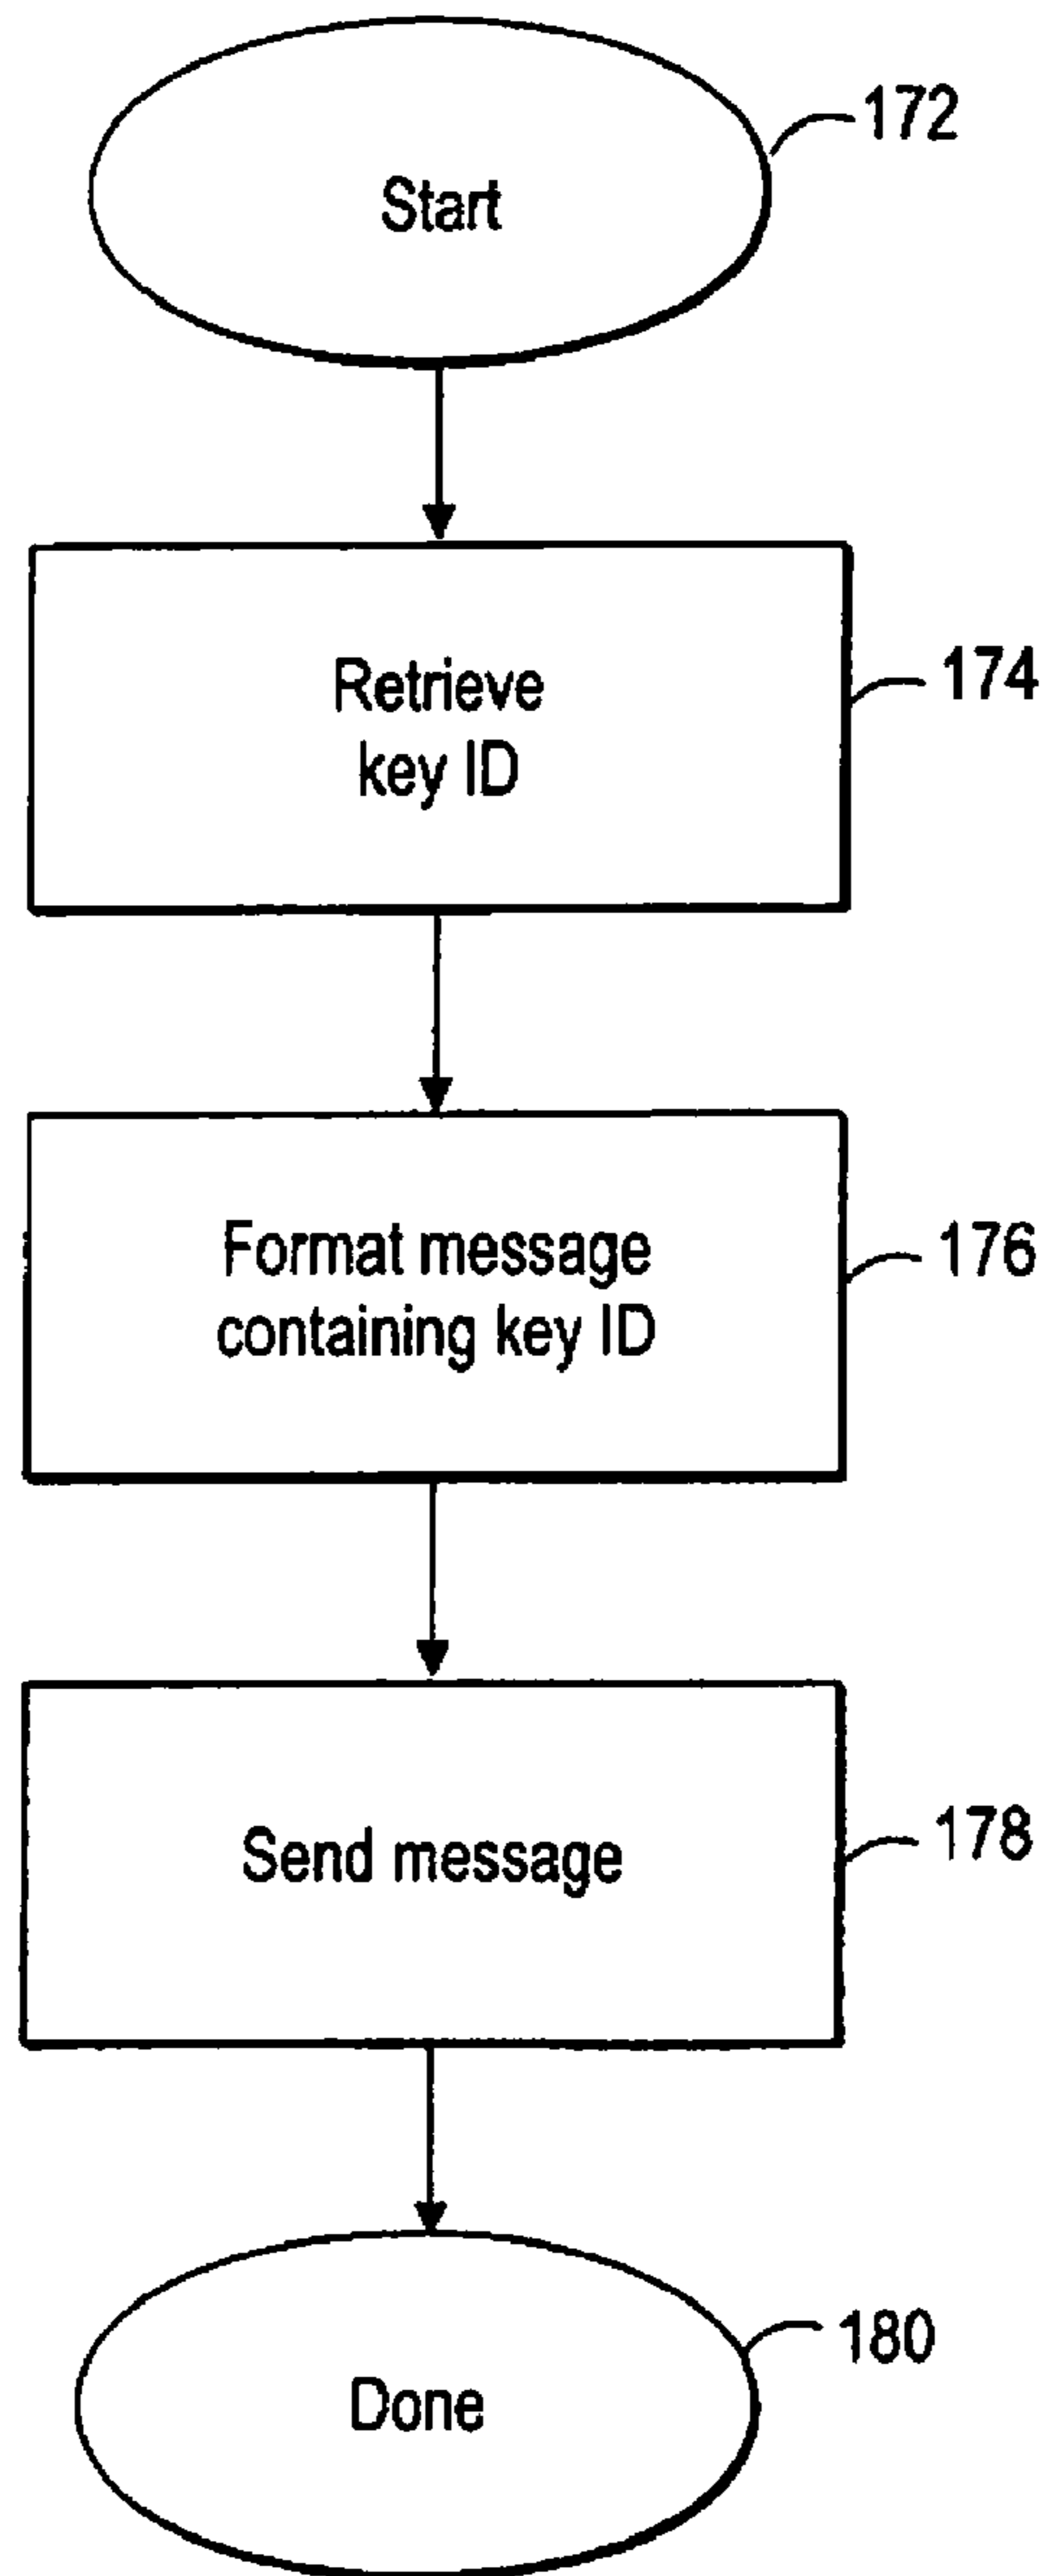 172
Start
174
Retrieve
key ID
176
Format message
containing key ID
178
Send message
180
Done